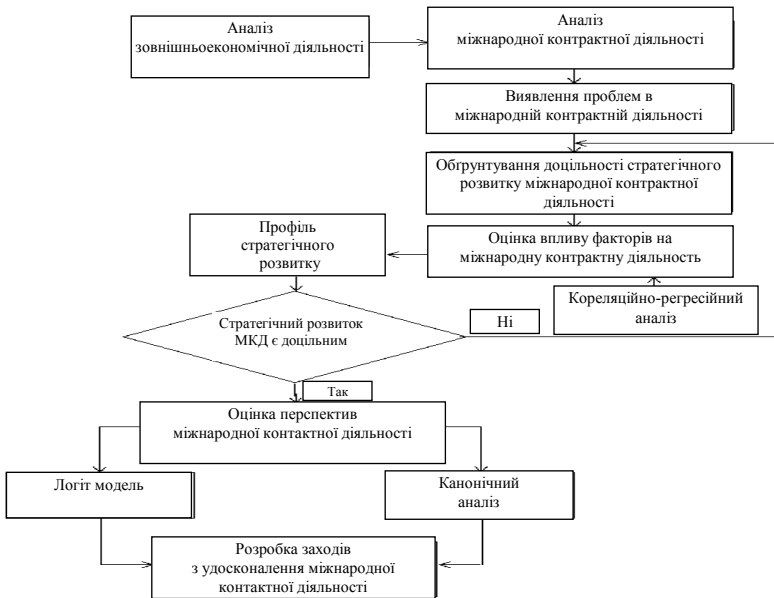 Аналіз
зовнішньоекономічної діяльності
Аналіз
міжнародної контрактної діяльності
Виявлення проблем в
міжнародній контрактній діяльності
Обґрунтування доцільності стратегічного
розвитку міжнародної контрактної
діяльності
Профіль
стратегічного
розвитку
Оцінка впливу факторів на
міжнародну контрактну діяльність
Кореляційно-регресійний
аналіз
Стратегічний розвиток
МКД є доцільним
Ні
Так
Оцінка перспектив
міжнародної контактної діяльності
Логіт модель
Канонічний
аналіз
Розробка заходів
з удосконалення міжнародної
контактної діяльності